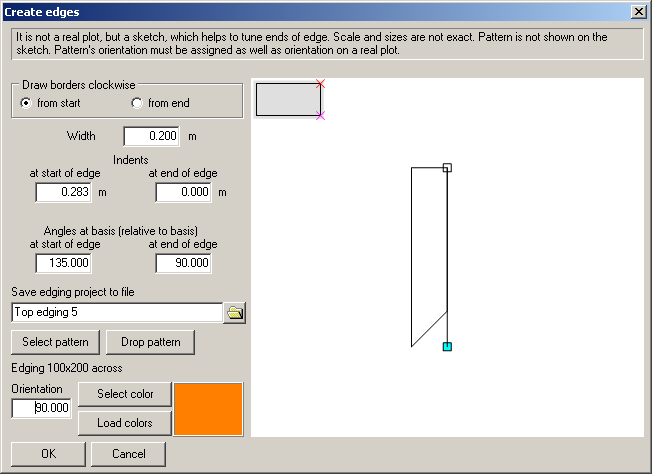 Create edges
It is not a real plot, but a sketch, which helps to tune ends of edge. Scale and sizes are not exact. Pattern is not shown on the
sketch. Pattern's orientation must be assigned as well as orientation on a real plot.
Draw borders clockwise
from start from end
Width 0.200 m
Indents
at start of edge at end of edge
0.283 m 0.000 m
Angles at basis (relative to basis)
at start of edge at end of edge
135.000 90.000
Save edging project to file
Top edging 5
Select pattern Drop pattern
Edging 100x200 across
Orientation
90.000
Select color
Load colors
OK Cancel